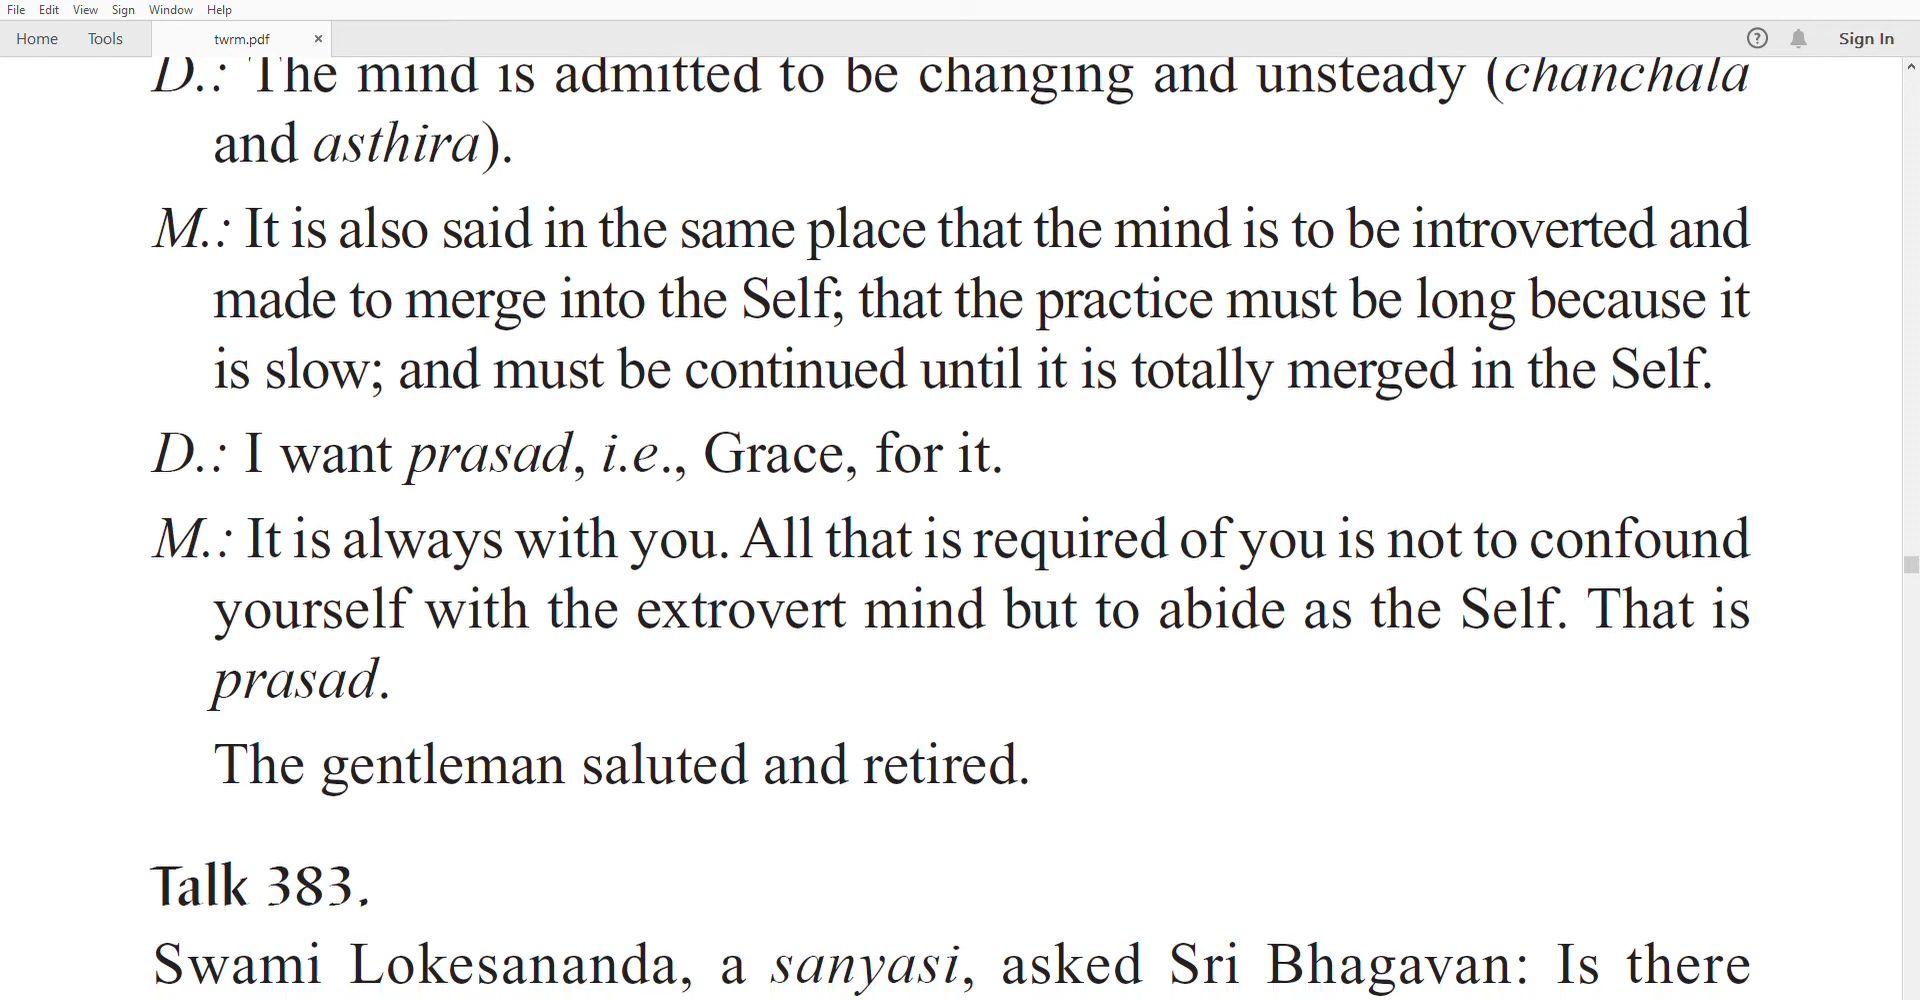 File Edit View Sign Window Help
Home Tools twrm.pdf × ? Sign In
D.: The mind is admitted to be changing and unsteady (chanchala
and asthira).
M.: It is also said in the same place that the mind is to be introverted and
made to merge into the Self; that the practice must be long because it
is slow; and must be continued until it is totally merged in the Self.
D.: I want prasad, i.e., Grace, for it.
M.: It is always with you. All that is required of you is not to confound
yourself with the extrovert mind but to abide as the Self. That is
prasad.
The gentleman saluted and retired.
Talk 383.
Swami Lokesananda, a sanyasi, asked Sri Bhagavan: Is there